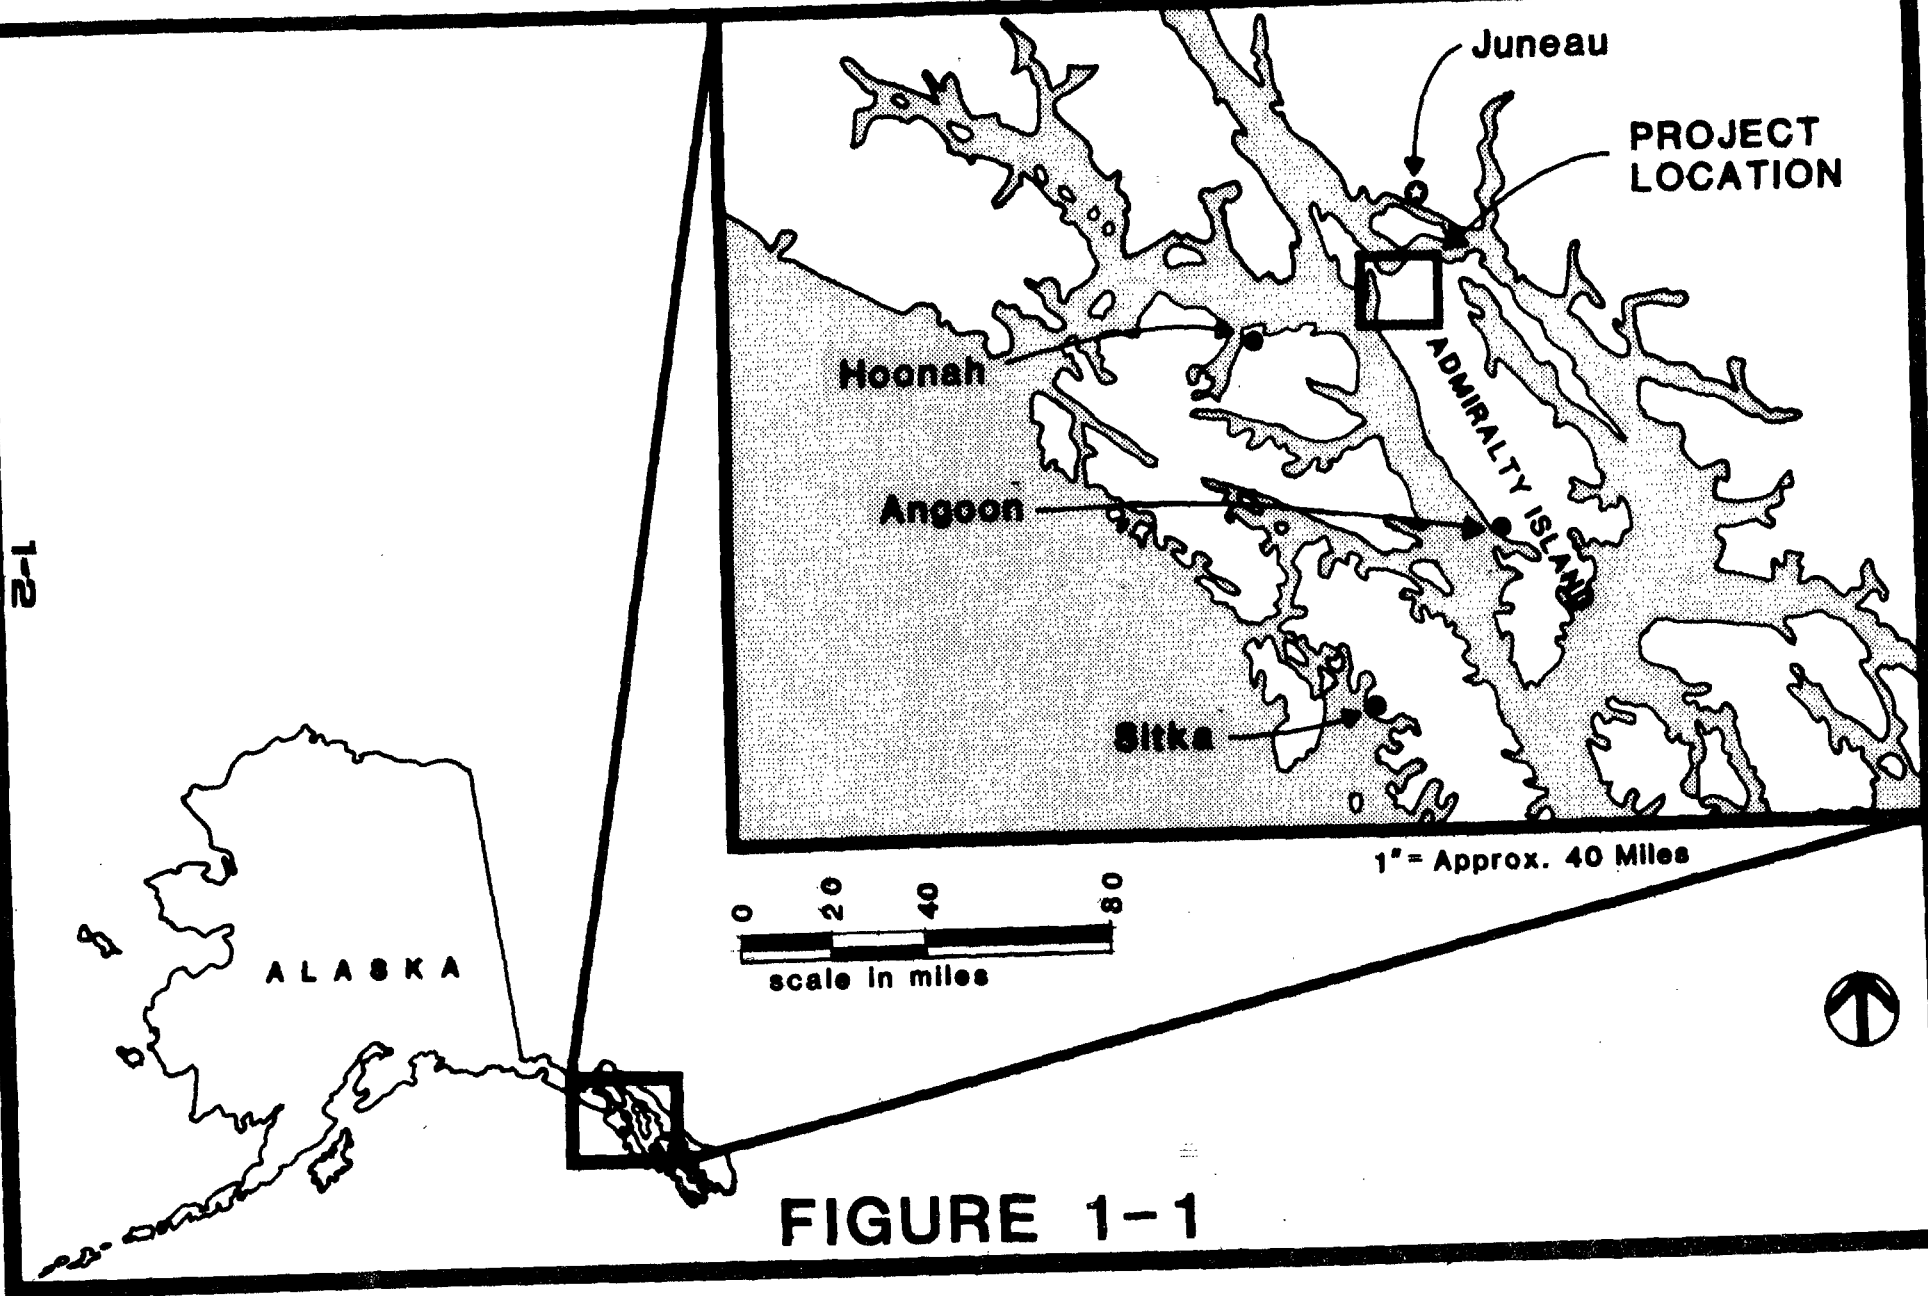 Juneau
PROJECT
LOCATION
Hoonah
ADMIRALTY ISLAND
Angoon
Sitka
1-2
1"= Approx. 40 Miles
0 20 40 80
scale in miles
ALASKA
FIGURE 1-1